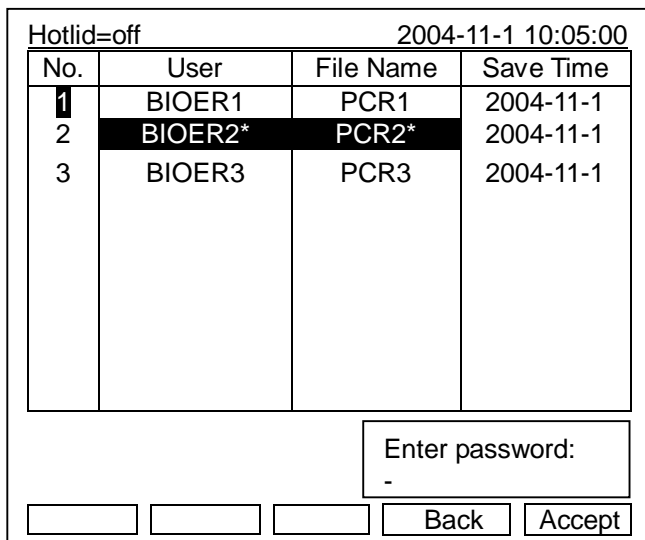 Hotlid=off 2004-11-1 10:05:00
No. User File Name Save Time
1 BIOER1 PCR1 2004-11-1
2 BIOER2* PCR2* 2004-11-1
3 BIOER3 PCR3 2004-11-1
Enter password:
-
Back Accept